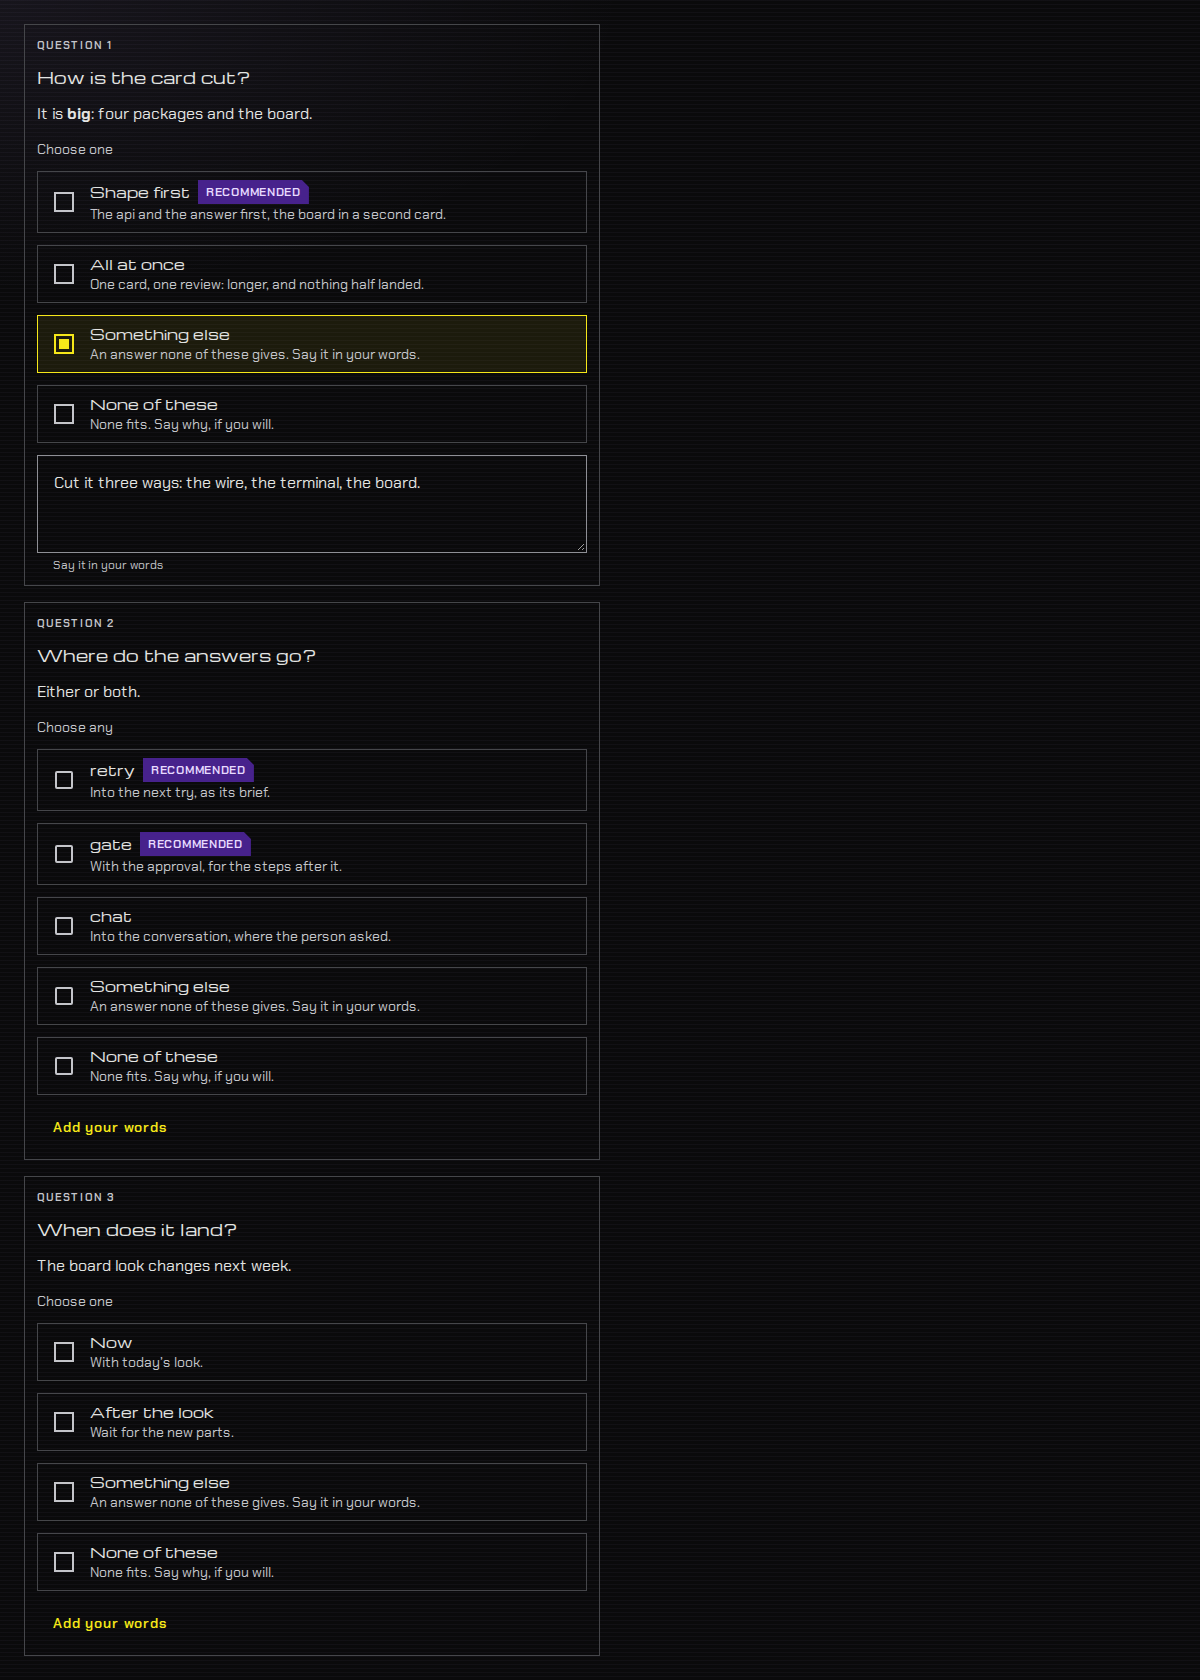 QUESTION 1
How is the card cut?
It is big: four packages and the board.
Choose one
Shape first RECOMMENDED
The api and the answer first, the board in a second card.
All at once
One card, one review: longer, and nothing half landed.
Something else
An answer none of these gives. Say it in your words.
None of these
None fits. Say why, if you will.
Cut it three ways: the wire, the terminal, the board.
Say it in your words
QUESTION 2
Where do the answers go?
Either or both.
Choose any
retry RECOMMENDED
Into the next try, as its brief.
gate RECOMMENDED
With the approval, for the steps after it.
chat
Into the conversation, where the person asked.
Something else
An answer none of these gives. Say it in your words.
None of these
None fits. Say why, if you will.
Add your words
QUESTION 3
When does it land?
The board look changes next week.
Choose one
Now
With today's look.
After the look
Wait for the new parts.
Something else
An answer none of these gives. Say it in your words.
None of these
None fits. Say why, if you will.
Add your words